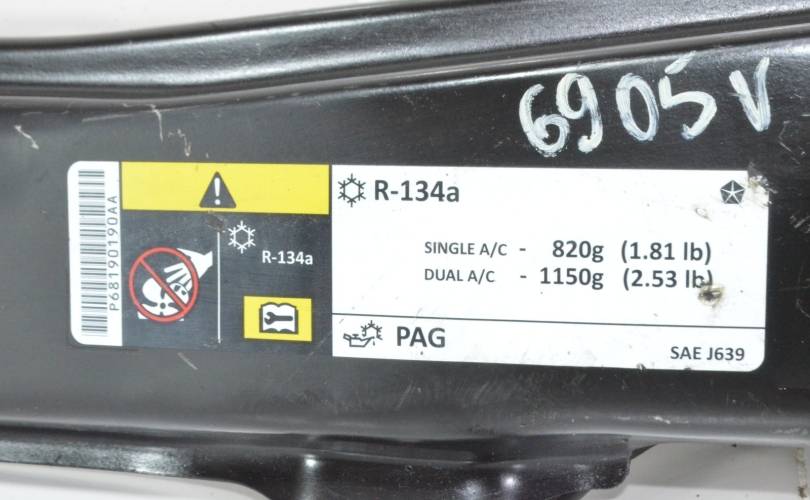 6905V
P68190190AA
R-134a
R-134a
SINGLE A/C - 820g (1.81 lb)
DUAL A/C - 1150g (2.53 lb)
PAG
SAE J639